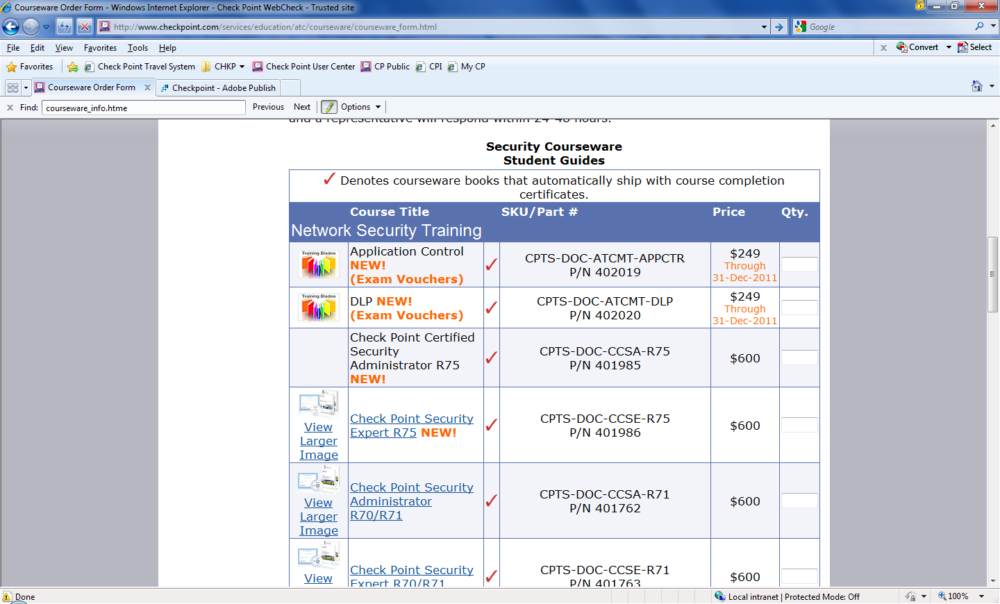 Courseware Order Form - Windows Internet Explorer - Check Point WebCheck - Trusted site
http://www.checkpoint.com/services/education/atc/courseware/courseware_form.html
Google
File Edit View Favorites Tools Help
x Convert Select
Favorites Check Point Travel System CHKP Check Point User Center CP Public CPI My CP
Courseware Order Form x Checkpoint - Adobe Publish
x Find: courseware_info.htme Previous Next Options
and a representative will respond within 24-48 hours.
Security Courseware
Student Guides
✓ Denotes courseware books that automatically ship with course completion
certificates.
Course Title SKU/Part # Price Qty.
Network Security Training
Training Blades
Application Control
NEW!
(Exam Vouchers)
✓
CPTS-DOC-ATCMT-APPCTR
P/N 402019
$249
Through
31-Dec-2011
Training Blades
DLP NEW!
(Exam Vouchers)
✓
CPTS-DOC-ATCMT-DLP
P/N 402020
$249
Through
31-Dec-2011
Check Point Certified
Security
Administrator R75
NEW!
✓
CPTS-DOC-CCSA-R75
P/N 401985
$600
View
Larger
Image
Check Point Security
Expert R75 NEW!
✓
CPTS-DOC-CCSE-R75
P/N 401986
$600
View
Larger
Image
Check Point Security
Administrator
R70/R71
✓
CPTS-DOC-CCSA-R71
P/N 401762
$600
View
Check Point Security
Expert R70/R71
✓
CPTS-DOC-CCSE-R71
P/N 401763
$600
Done
Local intranet | Protected Mode: Off
100%